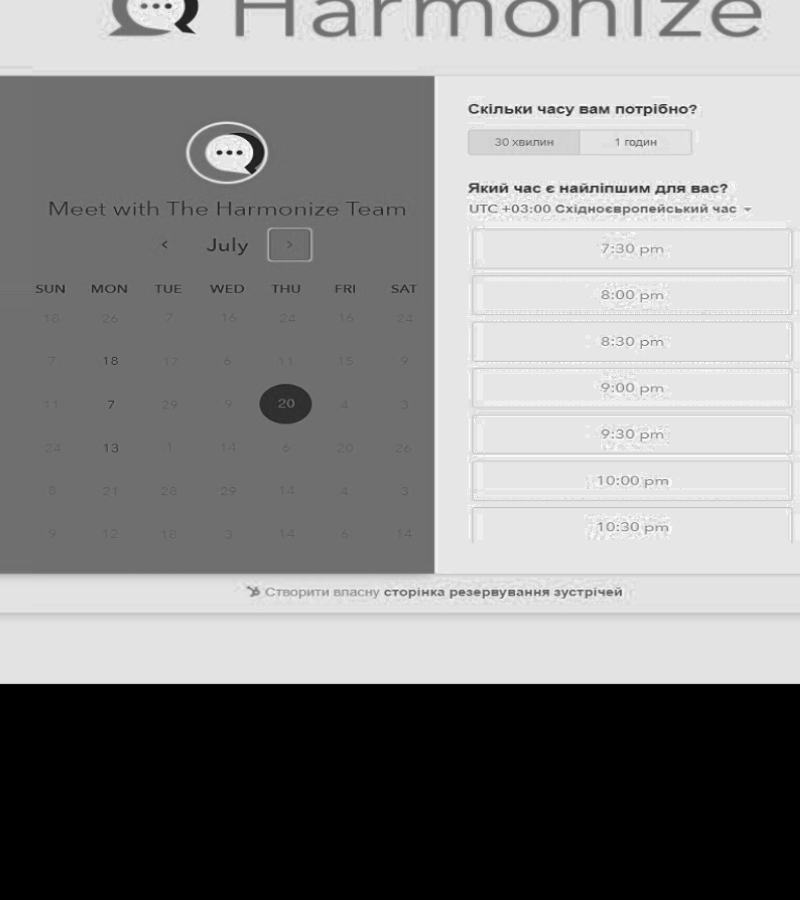 Harmonize
Meet with The Harmonize Team
‹ July ›
SUN MON TUE WED THU FRI SAT
18 26 7 16 24 16 24
7 18 17 6 11 15 9
11 7 29 9 20 4 3
24 13 1 14 6 20 26
8 21 28 29 14 4 3
9 12 18 3 14 6 14
Скільки часу вам потрібно?
30 хвилин 1 годин
Який час є найліпшим для вас?
UTC +03:00 Східноєвропейський час
7:30 pm
8:00 pm
8:30 pm
9:00 pm
9:30 pm
10:00 pm
10:30 pm
Створити власну сторінка резервування зустрічей